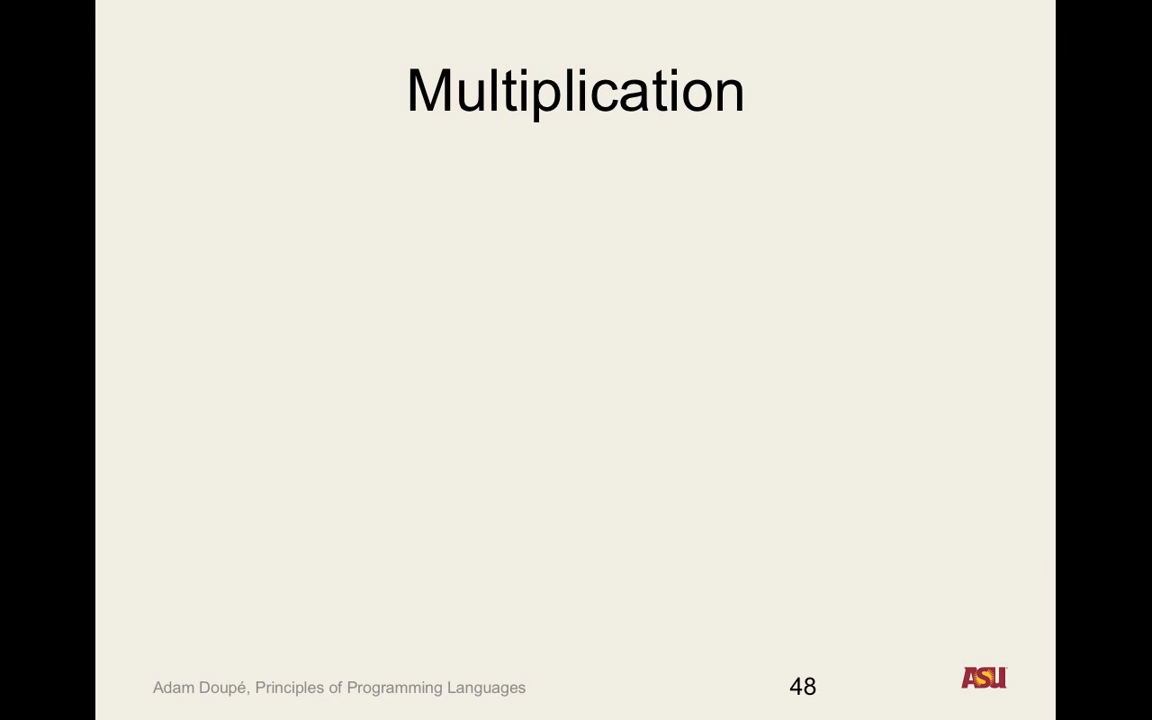 Multiplication
Adam Doupé, Principles of Programming Languages
48
ASU